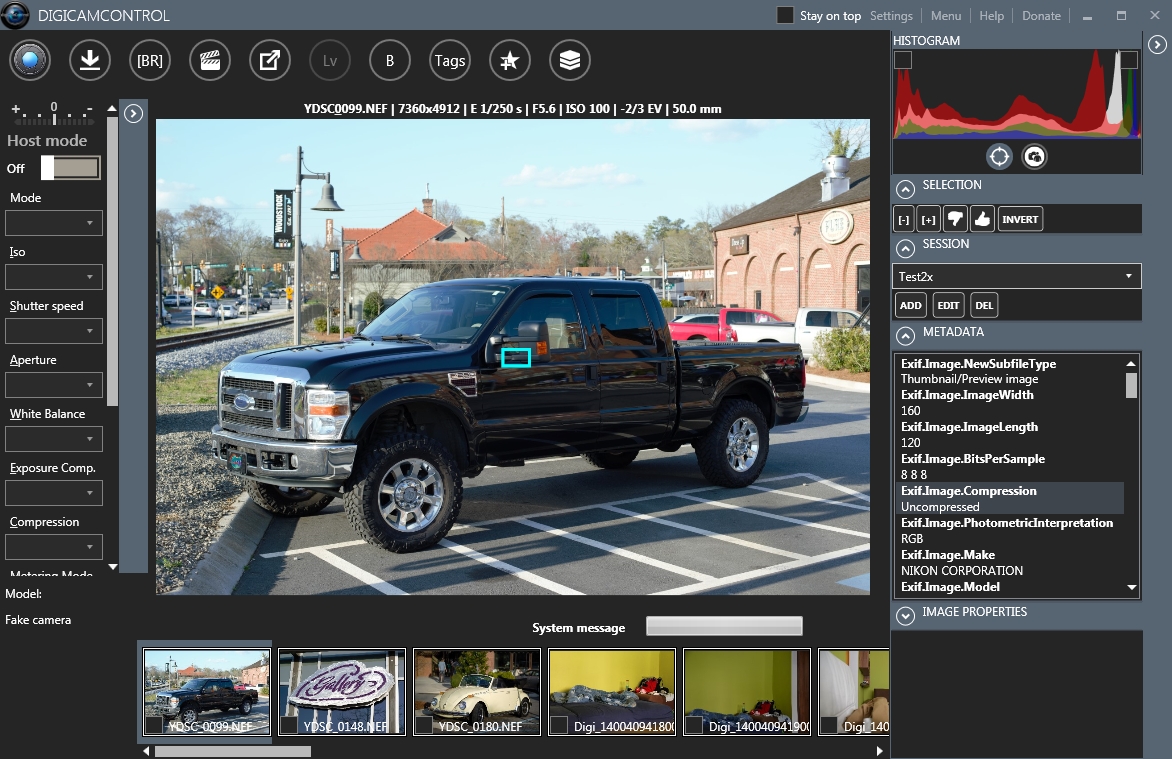 DIGICAMCONTROL
Stay on top
Settings
Menu
Help
Donate
[BR]
Lv
B
Tags
+ 0 -
Host mode
Off
Mode
Iso
Shutter speed
Aperture
White Balance
Exposure Comp.
Compression
Metering Mode
Model:
Fake camera
YDSC0099.NEF | 7360x4912 | E 1/250 s | F5.6 | ISO 100 | -2/3 EV | 50.0 mm
WOODSTOCK
System message
YDSC_0099.NEF
Gallery
YDSC_0148.NEF
YDSC_0180.NEF
Digi_1400409418000
Digi_1400409419000
Digi_140
HISTOGRAM
SELECTION
[-]
[+]
INVERT
SESSION
Test2x
ADD
EDIT
DEL
METADATA
Exif.Image.NewSubfileType
Thumbnail/Preview image
Exif.Image.ImageWidth
160
Exif.Image.ImageLength
120
Exif.Image.BitsPerSample
8 8 8
Exif.Image.Compression
Uncompressed
Exif.Image.PhotometricInterpretation
RGB
Exif.Image.Make
NIKON CORPORATION
Exif.Image.Model
IMAGE PROPERTIES